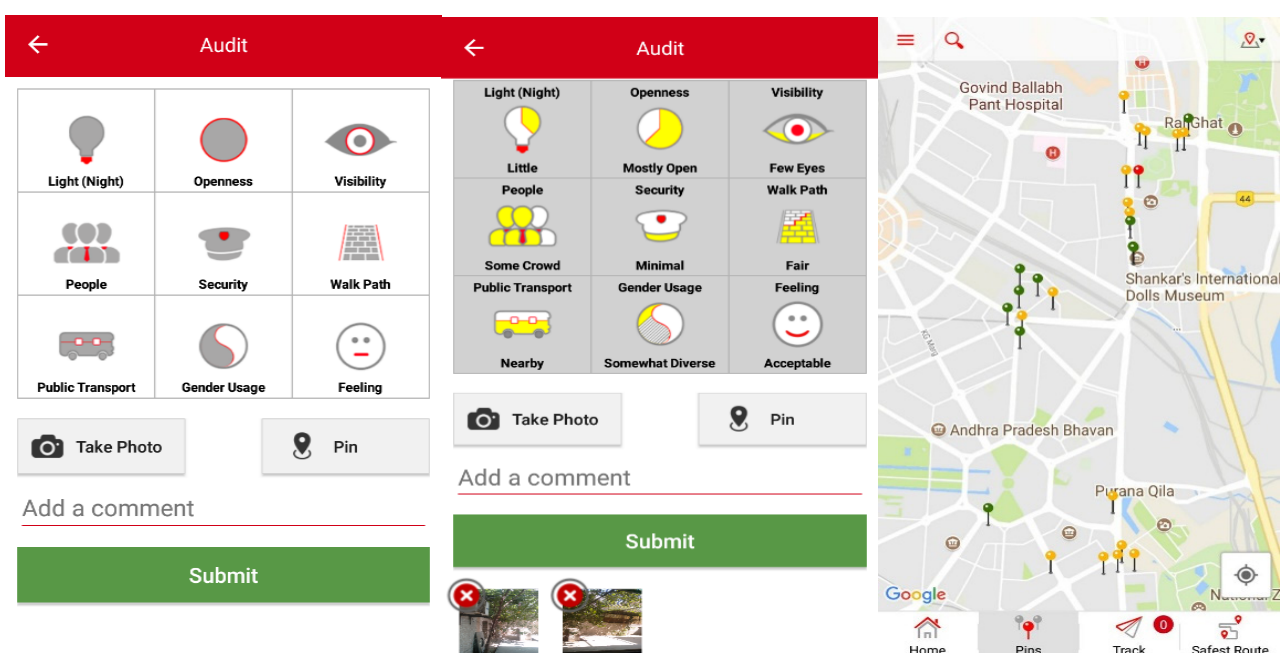 Audit
Light (Night) Openness Visibility
People Security Walk Path
Public Transport Gender Usage Feeling
Take Photo Pin
Add a comment
Submit
Audit
Light (Night) Openness Visibility
Little Mostly Open Few Eyes
People Security Walk Path
Some Crowd Minimal Fair
Public Transport Gender Usage Feeling
Nearby Somewhat Diverse Acceptable
Take Photo Pin
Add a comment
Submit
H
Govind Ballabh
Pant Hospital
Ghat
H
44
Shankar's International
Dolls Museum
KG Marg
Andhra Pradesh Bhavan
Purana Qila
Google
National Z
0
Home Pins Track Safest Route